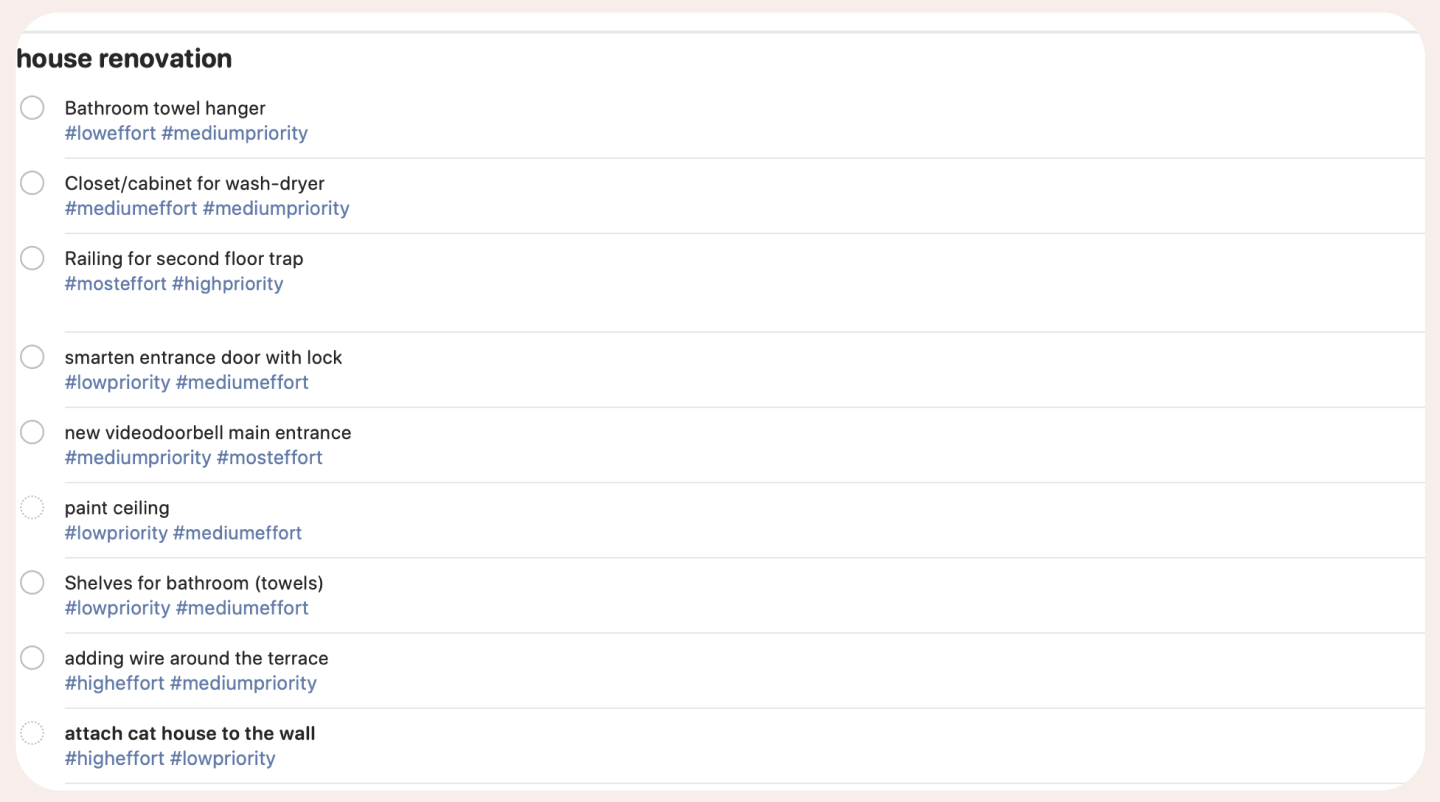 house renovation
Bathroom towel hanger
#loweffort #mediumpriority
Closet/cabinet for wash-dryer
#mediumeffort #mediumpriority
Railing for second floor trap
#mosteffort #highpriority
smarten entrance door with lock
#lowpriority #mediumeffort
new videodoorbell main entrance
#mediumpriority #mosteffort
paint ceiling
#lowpriority #mediumeffort
Shelves for bathroom (towels)
#lowpriority #mediumeffort
adding wire around the terrace
#higheffort #mediumpriority
attach cat house to the wall
#higheffort #lowpriority